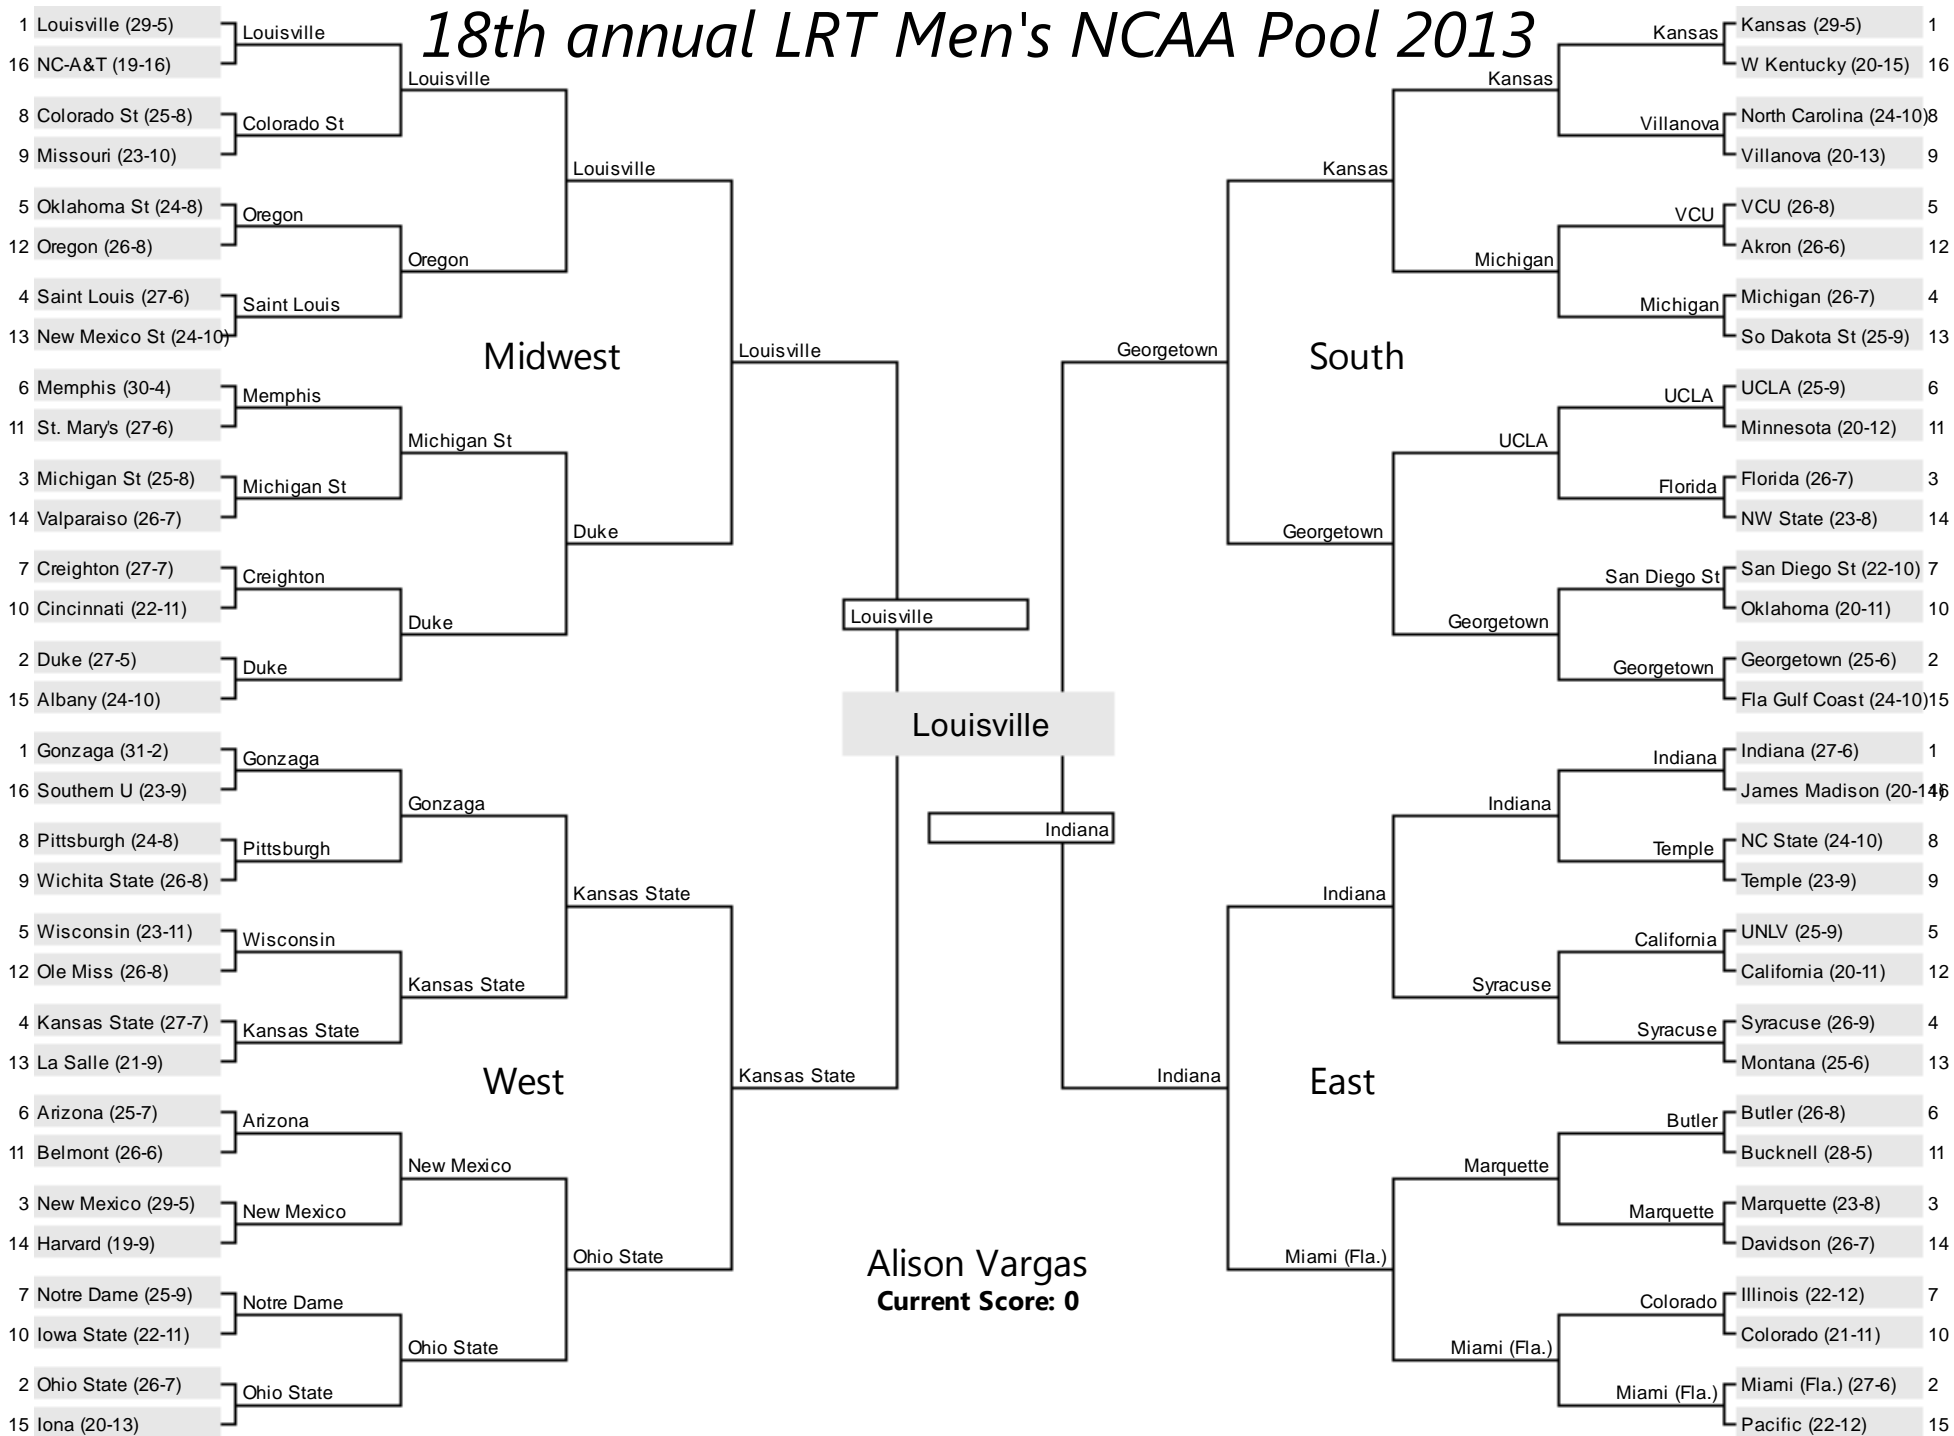 18th annual LRT Men's NCAA Pool 2013
1 Louisville (29-5)
16 NC-A&T (19-16)
8 Colorado St (25-8)
9 Missouri (23-10)
5 Oklahoma St (24-8)
12 Oregon (26-8)
4 Saint Louis (27-6)
13 New Mexico St (24-10)
6 Memphis (30-4)
11 St. Mary's (27-6)
3 Michigan St (25-8)
14 Valparaiso (26-7)
7 Creighton (27-7)
10 Cincinnati (22-11)
2 Duke (27-5)
15 Albany (24-10)
Louisville
Colorado St
Oregon
Saint Louis
Memphis
Michigan St
Creighton
Duke
Louisville
Oregon
Michigan St
Duke
Louisville
Duke
Midwest
Louisville
1 Gonzaga (31-2)
16 Southern U (23-9)
8 Pittsburgh (24-8)
9 Wichita State (26-8)
5 Wisconsin (23-11)
12 Ole Miss (26-8)
4 Kansas State (27-7)
13 La Salle (21-9)
6 Arizona (25-7)
11 Belmont (26-6)
3 New Mexico (29-5)
14 Harvard (19-9)
7 Notre Dame (25-9)
10 Iowa State (22-11)
2 Ohio State (26-7)
15 Iona (20-13)
Gonzaga
Pittsburgh
Wisconsin
Kansas State
Arizona
New Mexico
Notre Dame
Ohio State
Gonzaga
Kansas State
New Mexico
Ohio State
Kansas State
Ohio State
West
Kansas State
Louisville
Louisville
Indiana
Alison Vargas
Current Score: 0
Georgetown
South
Kansas
Georgetown
Kansas
Michigan
UCLA
Georgetown
Kansas
Villanova
VCU
Michigan
UCLA
Florida
San Diego St
Georgetown
Kansas (29-5) 1
W Kentucky (20-15) 16
North Carolina (24-10) 8
Villanova (20-13) 9
VCU (26-8) 5
Akron (26-6) 12
Michigan (26-7) 4
So Dakota St (25-9) 13
UCLA (25-9) 6
Minnesota (20-12) 11
Florida (26-7) 3
NW State (23-8) 14
San Diego St (22-10) 7
Oklahoma (20-11) 10
Georgetown (25-6) 2
Fla Gulf Coast (24-10) 15
Indiana
East
Indiana
Miami (Fla.)
Indiana
Syracuse
Marquette
Miami (Fla.)
Indiana
Temple
California
Syracuse
Butler
Marquette
Colorado
Miami (Fla.)
Indiana (27-6) 1
James Madison (20-14) 16
NC State (24-10) 8
Temple (23-9) 9
UNLV (25-9) 5
California (20-11) 12
Syracuse (26-9) 4
Montana (25-6) 13
Butler (26-8) 6
Bucknell (28-5) 11
Marquette (23-8) 3
Davidson (26-7) 14
Illinois (22-12) 7
Colorado (21-11) 10
Miami (Fla.) (27-6) 2
Pacific (22-12) 15